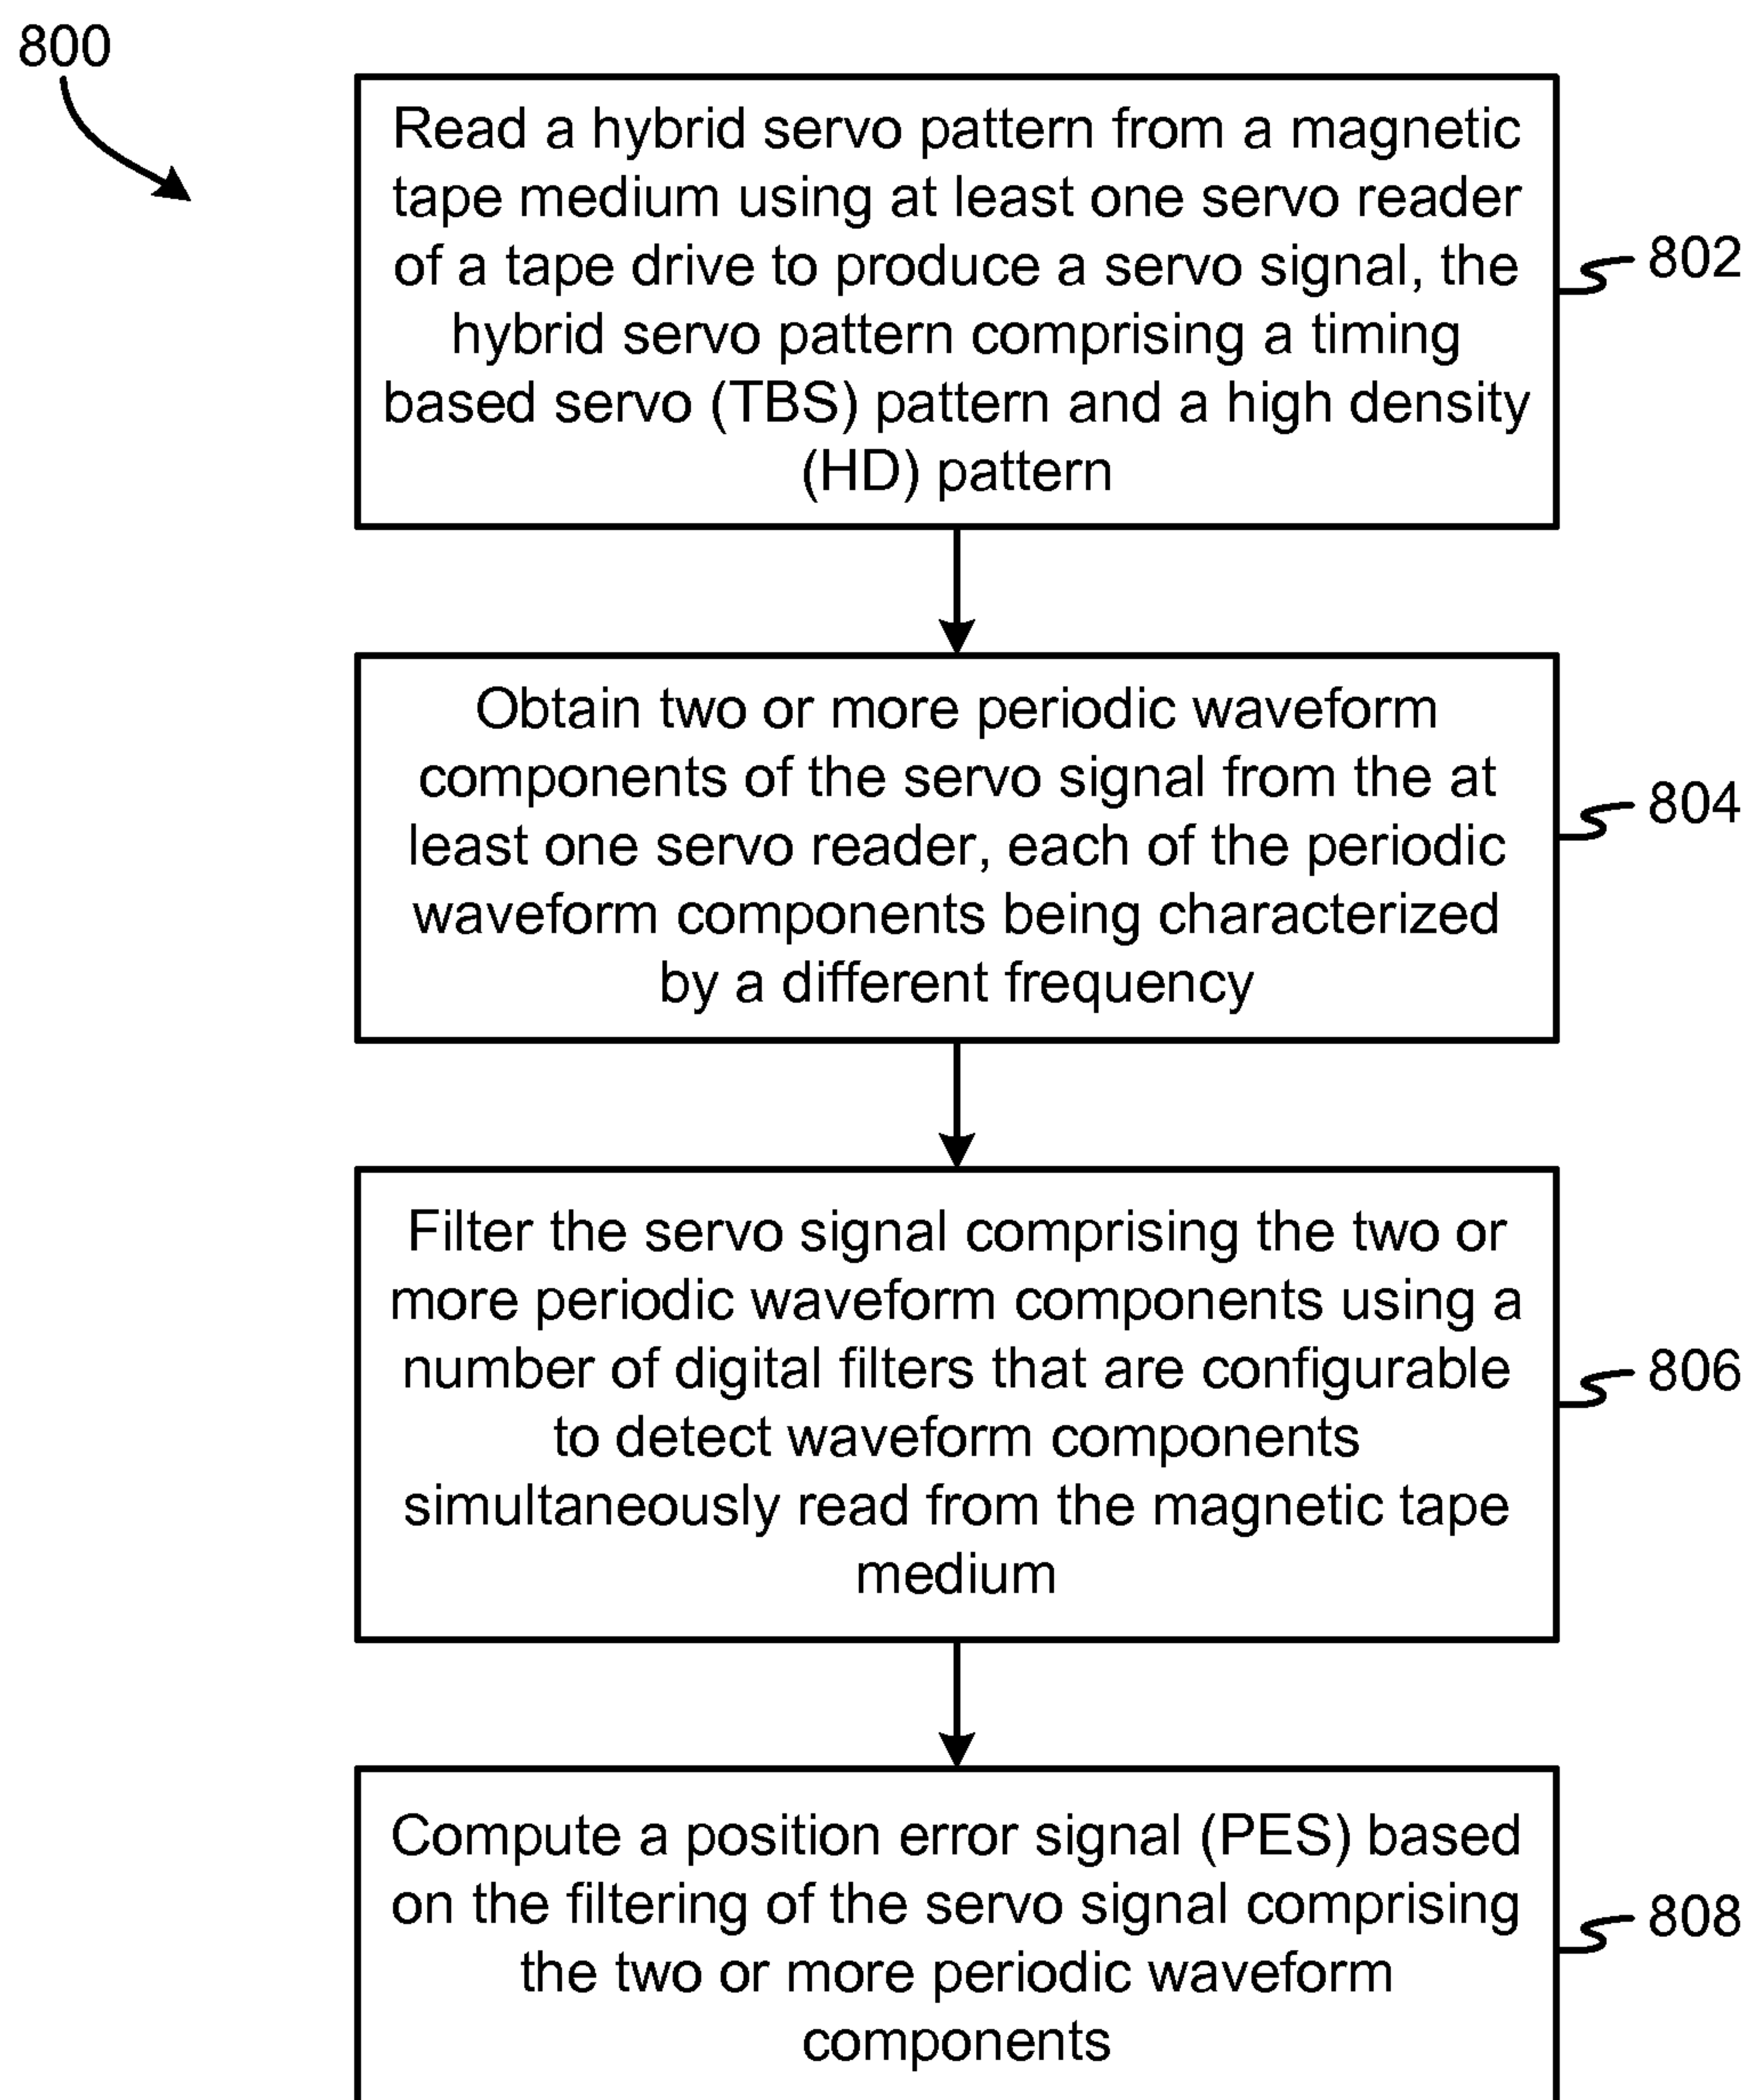 800
Read a hybrid servo pattern from a magnetic
tape medium using at least one servo reader
of a tape drive to produce a servo signal, the
hybrid servo pattern comprising a timing
based servo (TBS) pattern and a high density
(HD) pattern
802
Obtain two or more periodic waveform
components of the servo signal from the at
least one servo reader, each of the periodic
waveform components being characterized
by a different frequency
804
Filter the servo signal comprising the two or
more periodic waveform components using a
number of digital filters that are configurable
to detect waveform components
simultaneously read from the magnetic tape
medium
806
Compute a position error signal (PES) based
on the filtering of the servo signal comprising
the two or more periodic waveform
components
808